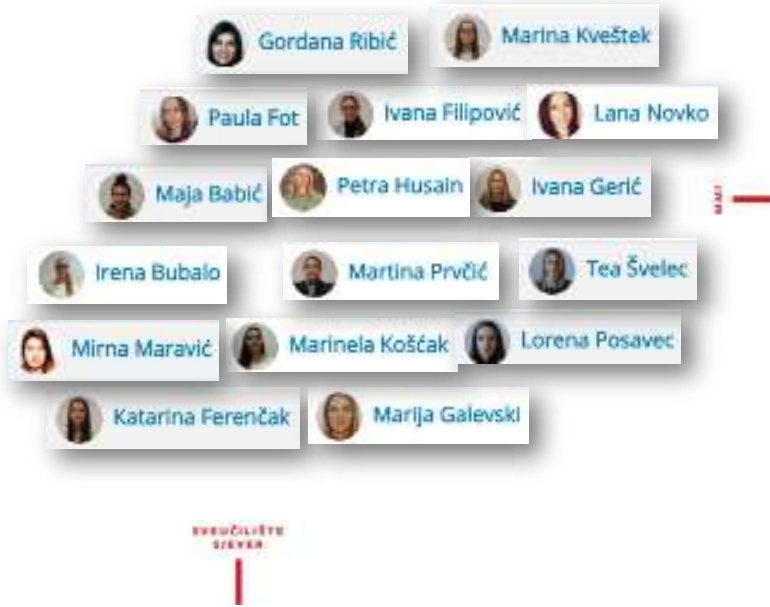 Gordana Ribić
Marina Kveštek
Paula Fot
Ivana Filipović
Lana Novko
Maja Babić
Petra Husain
Ivana Gerić
Irena Bubalo
Martina Prvčić
Tea Švelec
Mirna Maravić
Marinela Košćak
Lorena Posavec
Katarina Ferenčak
Marija Galevski
SVEUČILIŠTE
SJEVER